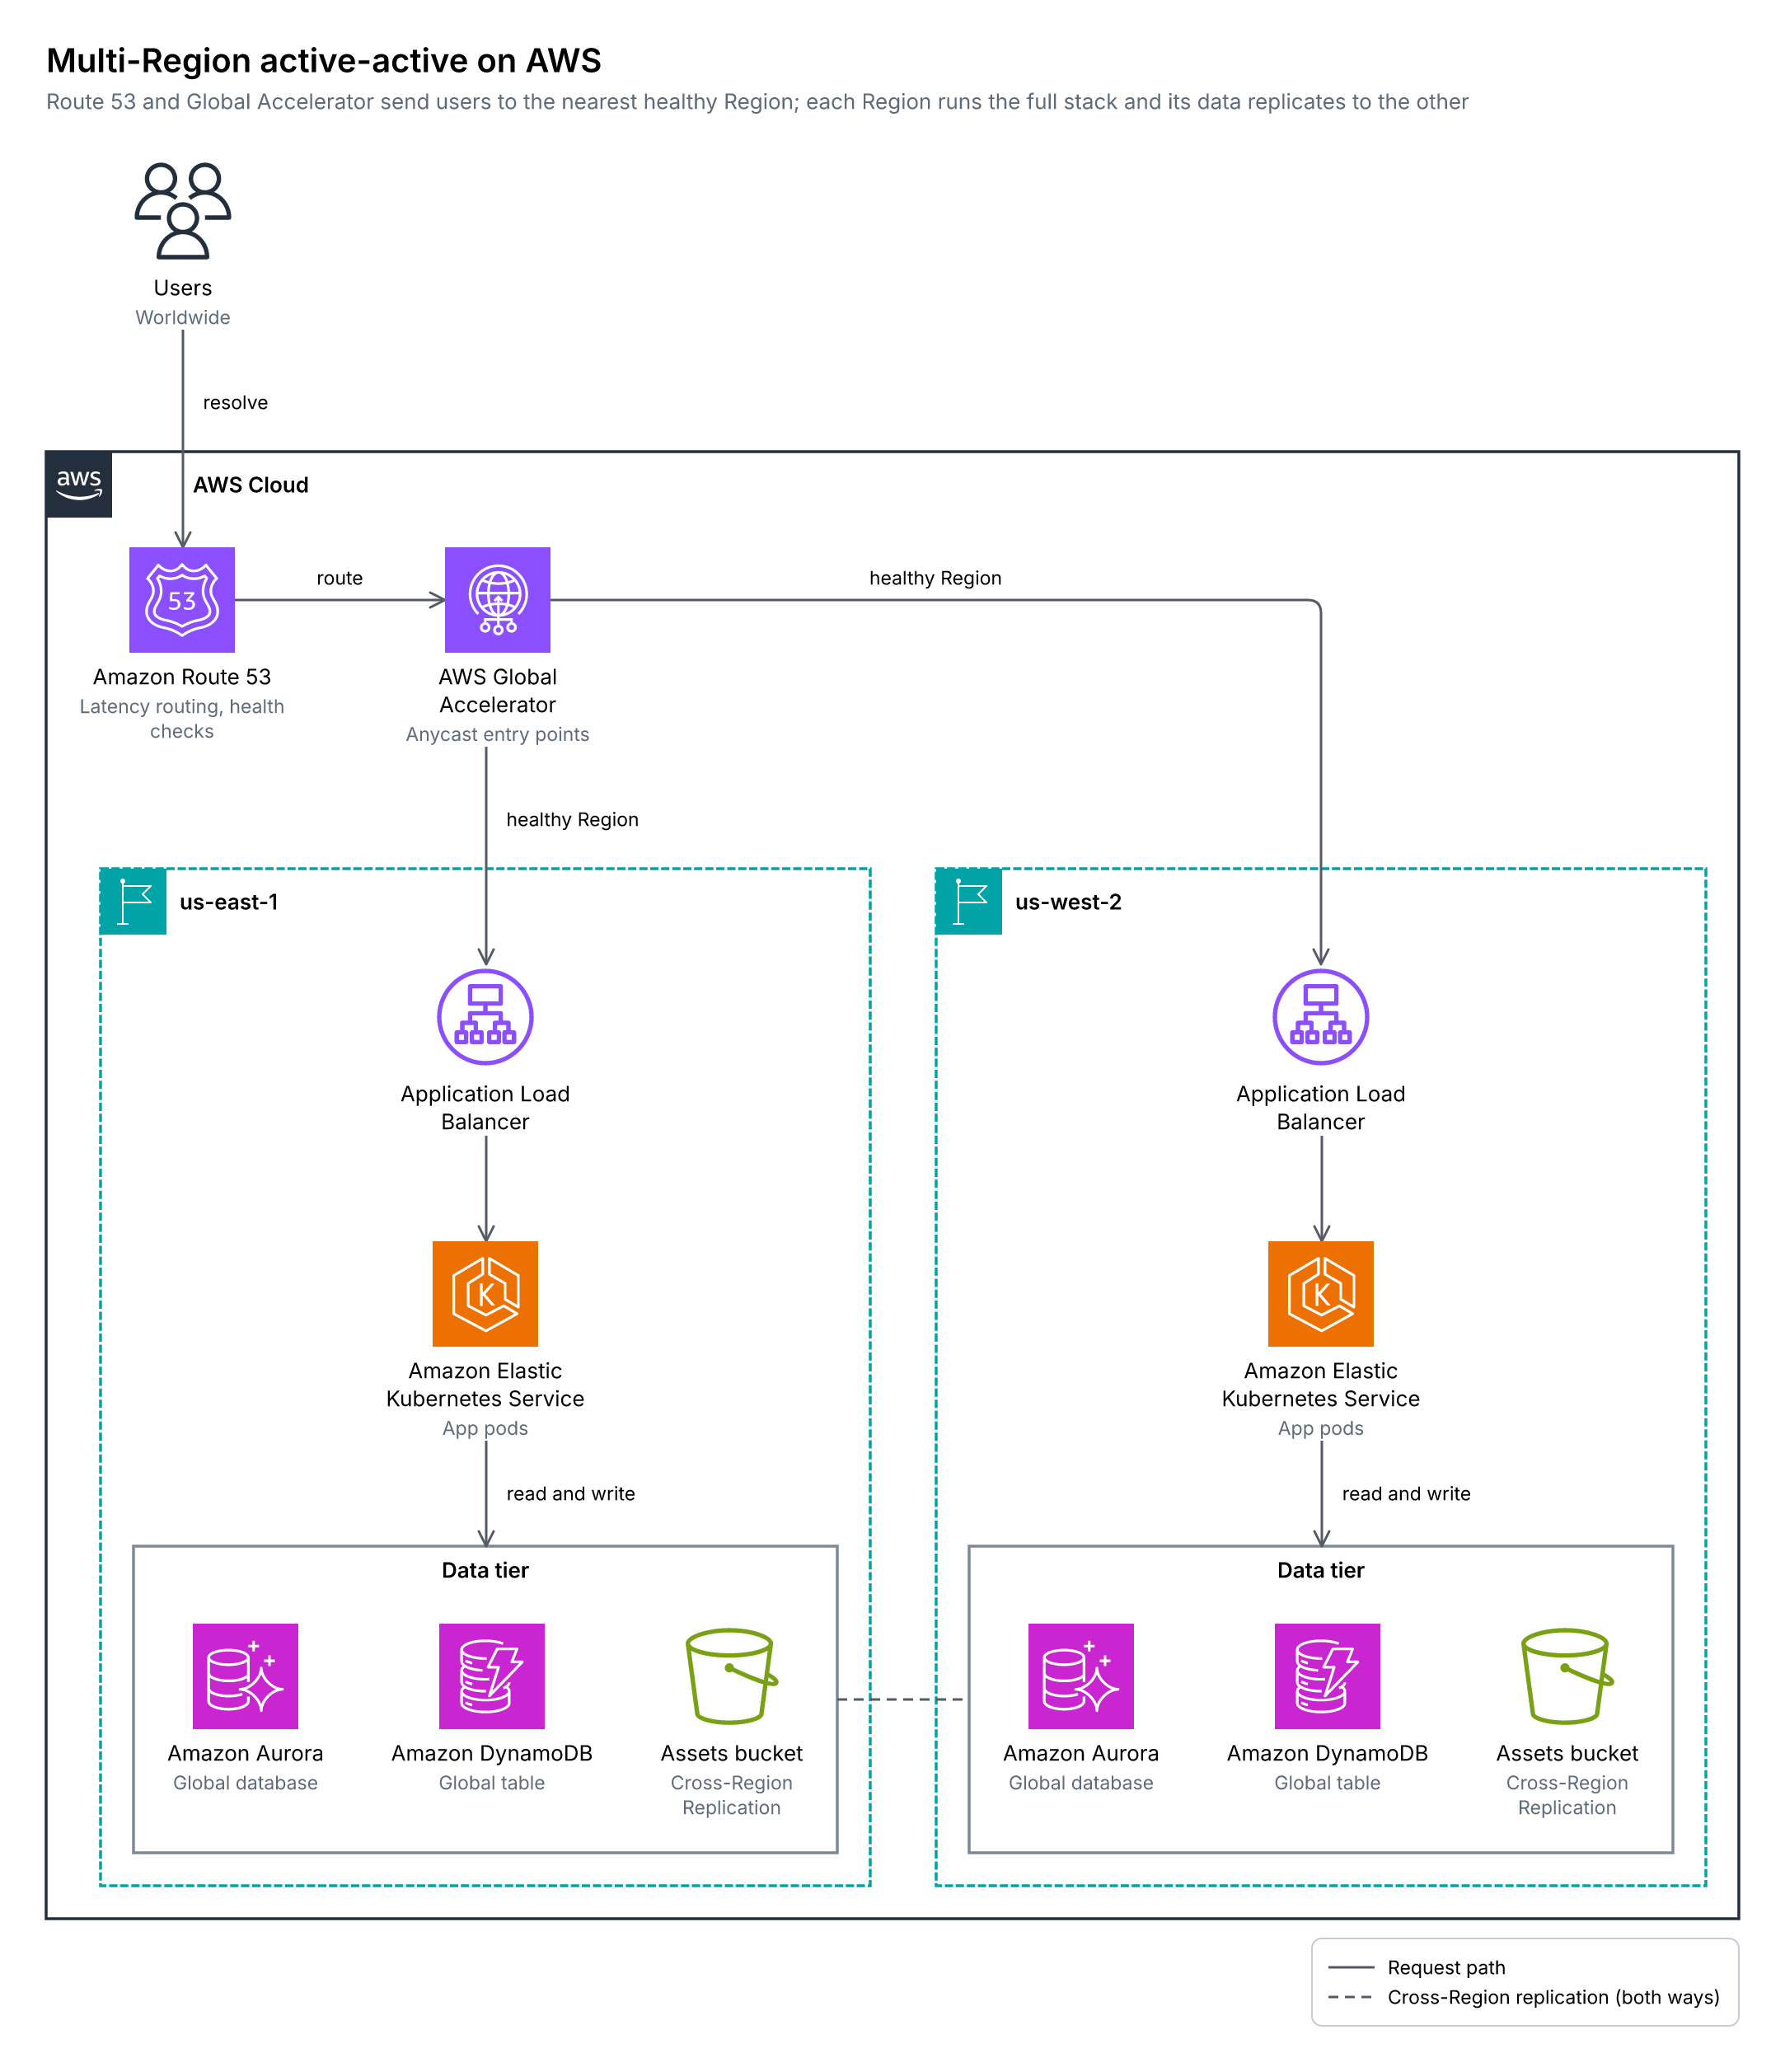 Multi-Region active-active on AWS
Route 53 and Global Accelerator send users to the nearest healthy Region; each Region runs the full stack and its data replicates to the other
Users
Worldwide
resolve
aws
AWS Cloud
53
route
healthy Region
Amazon Route 53
Latency routing, health
checks
AWS Global
Accelerator
Anycast entry points
healthy Region
us-east-1
Application Load
Balancer
K
Amazon Elastic
Kubernetes Service
App pods
read and write
Data tier
Amazon Aurora
Global database
Amazon DynamoDB
Global table
Assets bucket
Cross-Region
Replication
us-west-2
Application Load
Balancer
K
Amazon Elastic
Kubernetes Service
App pods
read and write
Data tier
Amazon Aurora
Global database
Amazon DynamoDB
Global table
Assets bucket
Cross-Region
Replication
Request path
Cross-Region replication (both ways)